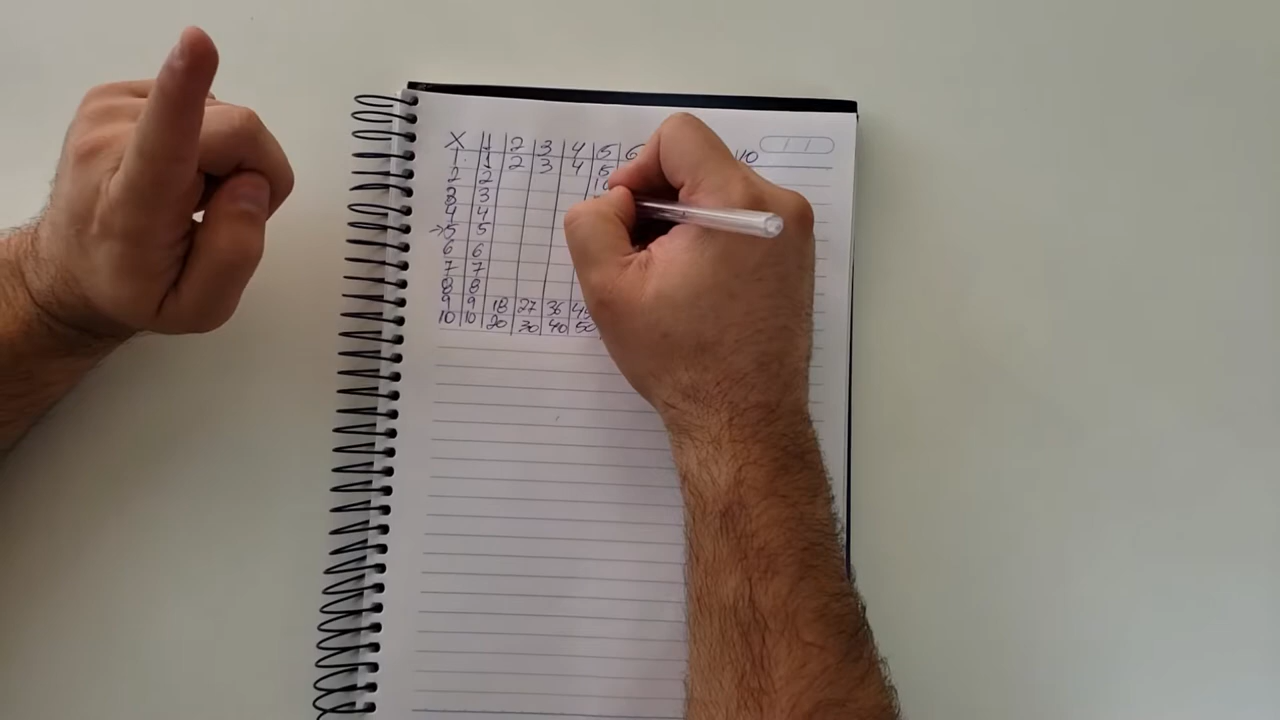 X 1 2 3 4 5 6 10
1 1 2 3 4 5
2 2 10
3 3
4 4
→5 5
6 6
7 7
8 8
9 9 18 27 36 45
10 10 20 30 40 50